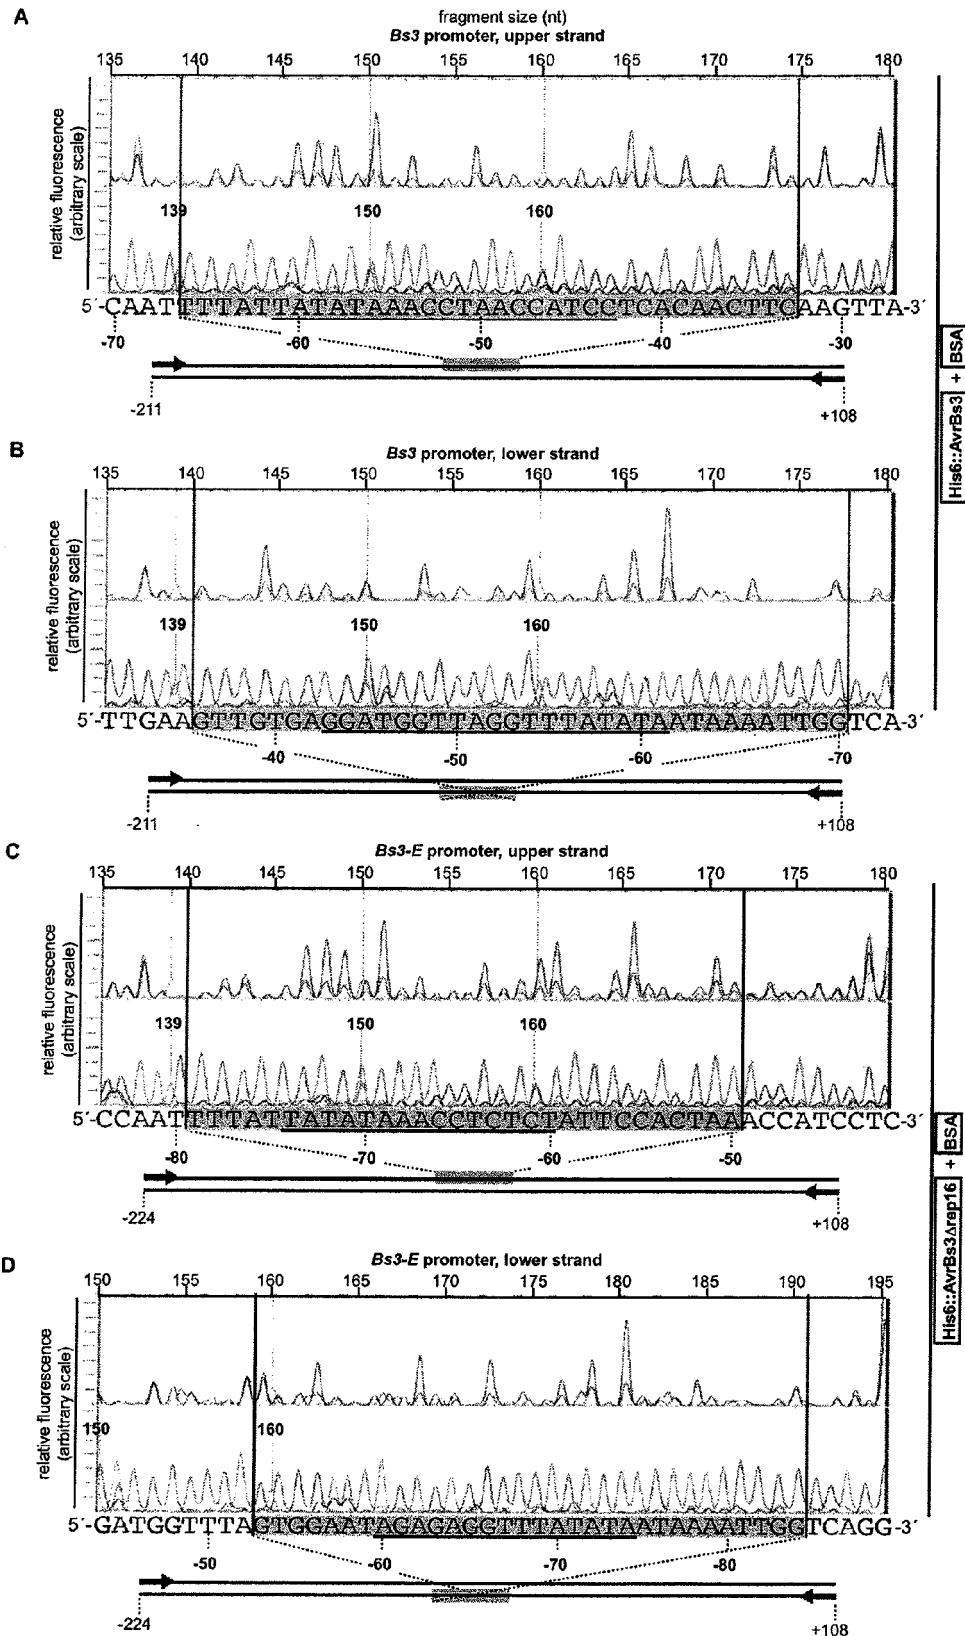 A
fragment size (nt)
Bs3 promoter, upper strand
135 140 145 150 155 160 165 170 175 180
relative fluorescence
(arbitrary scale)
139 150 160
5´-CAATTTTTATTATATAAACCTAACCATCCTCACAACTTCAAGTTA-3´
-70 -60 -50 -40 -30
-211 +108
B
Bs3 promoter, lower strand
135 140 145 150 155 160 165 170 175 180
relative fluorescence
(arbitrary scale)
139 150 160
5´-TTGAAGTTGTGAGGATGGTTAGGTTTATATAATAAAATTGGTCA-3´
-40 -50 -60 -70
-211 +108
His6::AvrBs3 + BSA
C
Bs3-E promoter, upper strand
135 140 145 150 155 160 165 170 175 180
relative fluorescence
(arbitrary scale)
139 150 160
5´-CCAATTTTTATTATATAAACCTCTCTATTCCACTAAACCATCCTC-3´
-80 -70 -60 -50
-224 +108
D
Bs3-E promoter, lower strand
150 155 160 165 170 175 180 185 190 195
relative fluorescence
(arbitrary scale)
150 160
5´-GATGGTTTAGTGGAATAGAGAGGTTTATATAATAAAATTGGTCAGG-3´
-50 -60 -70 -80
-224 +108
His6::AvrBs3Δrep16 + BSA